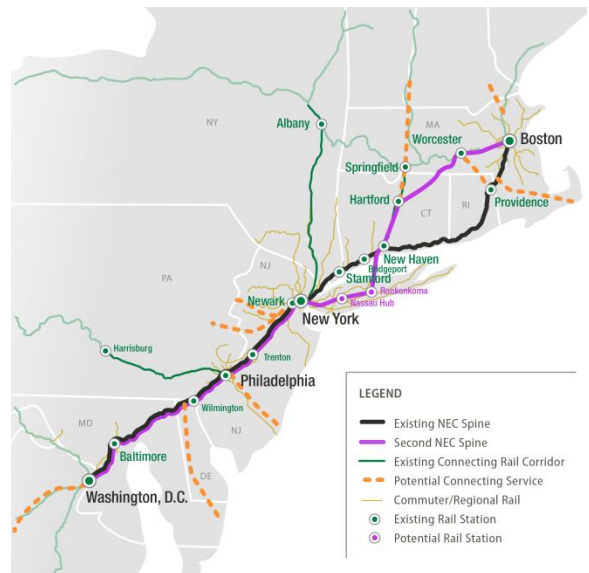 NY
Albany
MA
Worcester
Boston
Springfield
Hartford
CT
RI
Providence
New Haven
Bridgeport
Stamford
PA
NJ
Newark
Ronkonkoma
Nassau Hub
New York
Harrisburg
Trenton
Philadelphia
Wilmington
MD
NJ
Baltimore
DE
Washington, D.C.
LEGEND
Existing NEC Spine
Second NEC Spine
Existing Connecting Rail Corridor
Potential Connecting Service
Commuter/Regional Rail
Existing Rail Station
Potential Rail Station